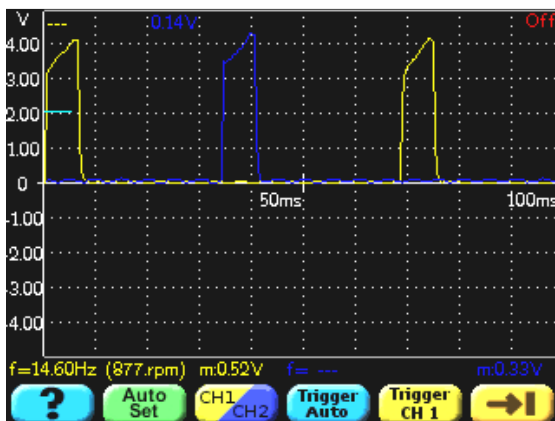 V --- 0.14V Off
4.00
3.00
2.00
1.00
0
50ms 100ms
-1.00
-2.00
-3.00
-4.00
f=14.60Hz (877.rpm) m:0.52V f= --- m:0.33V
? Auto Set CH1 CH2 Trigger Auto Trigger CH 1